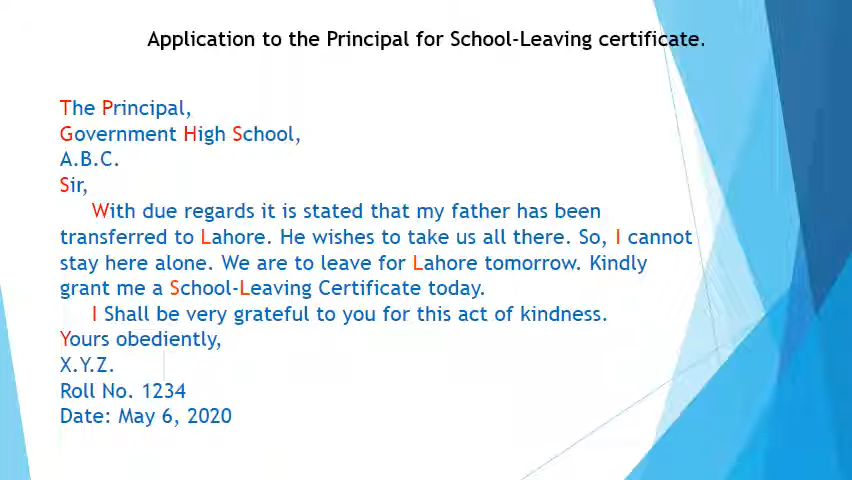 Application to the Principal for School-Leaving certificate.
The Principal,
Government High School,
A.B.C.
Sir,
With due regards it is stated that my father has been
transferred to Lahore. He wishes to take us all there. So, I cannot
stay here alone. We are to leave for Lahore tomorrow. Kindly
grant me a School-Leaving Certificate today.
I Shall be very grateful to you for this act of kindness.
Yours obediently,
X.Y.Z.
Roll No. 1234
Date: May 6, 2020